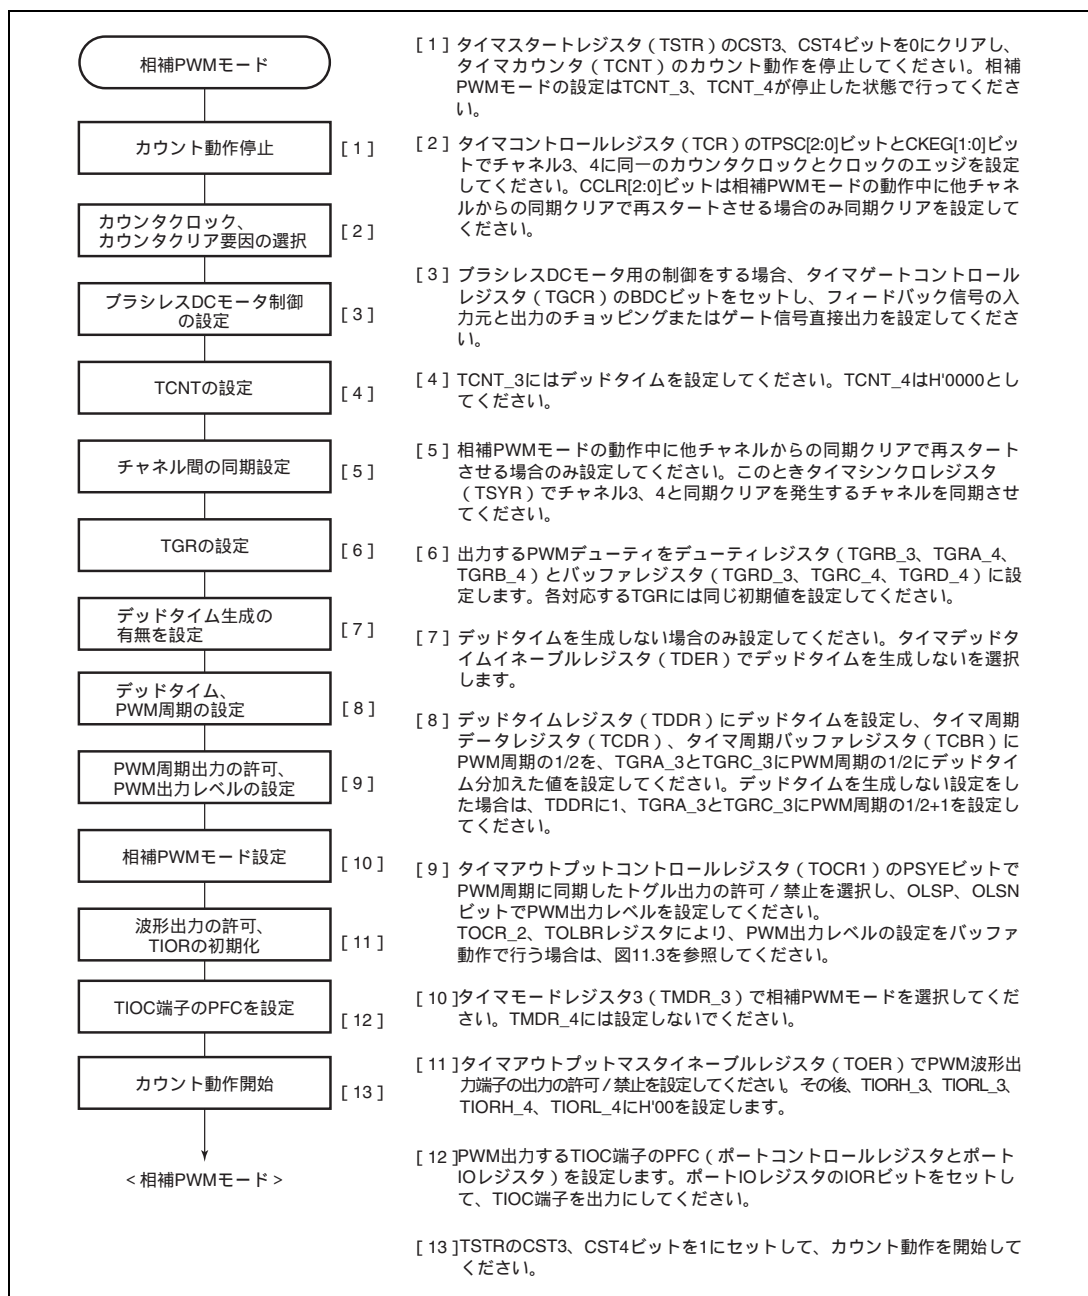 相補PWMモード
カウント動作停止
[ 1 ]
カウンタクロック、
カウンタクリア要因の選択
[ 2 ]
ブラシレスDCモータ制御
の設定
[ 3 ]
TCNTの設定
[ 4 ]
チャネル間の同期設定
[ 5 ]
TGRの設定
[ 6 ]
デッドタイム生成の
有無を設定
[ 7 ]
デッドタイム、
PWM周期の設定
[ 8 ]
PWM周期出力の許可、
PWM出力レベルの設定
[ 9 ]
相補PWMモード設定
[ 10 ]
波形出力の許可、
TIORの初期化
[ 11 ]
TIOC端子のPFCを設定
[ 12 ]
カウント動作開始
[ 13 ]
< 相補PWMモード >
[ 1 ] タイマスタートレジスタ(TSTR)のCST3、CST4ビットを0にクリアし、
タイマカウンタ(TCNT)のカウント動作を停止してください。相補
PWMモードの設定はTCNT_3、TCNT_4が停止した状態で行ってくださ
い。
[ 2 ] タイマコントロールレジスタ(TCR)のTPSC[2:0]ビットとCKEG[1:0]ビッ
トでチャネル3、4に同一のカウンタクロックとクロックのエッジを設定
してください。CCLR[2:0]ビットは相補PWMモードの動作中に他チャネ
ルからの同期クリアで再スタートさせる場合のみ同期クリアを設定して
ください。
[ 3 ] ブラシレスDCモータ用の制御をする場合、タイマゲートコントロール
レジスタ(TGCR)のBDCビットをセットし、フィードバック信号の入
力元と出力のチョッピングまたはゲート信号直接出力を設定してくださ
い。
[ 4 ] TCNT_3にはデッドタイムを設定してください。TCNT_4はH'0000とし
てください。
[ 5 ] 相補PWMモードの動作中に他チャネルからの同期クリアで再スタート
させる場合のみ設定してください。このときタイマシンクロレジスタ
(TSYR)でチャネル3、4と同期クリアを発生するチャネルを同期させ
てください。
[ 6 ] 出力するPWMデューティをデューティレジスタ(TGRB_3、TGRA_4、
TGRB_4)とバッファレジスタ(TGRD_3、TGRC_4、TGRD_4)に設
定します。各対応するTGRには同じ初期値を設定してください。
[ 7 ] デッドタイムを生成しない場合のみ設定してください。タイマデッドタ
イムイネーブルレジスタ(TDER)でデッドタイムを生成しないを選択
します。
[ 8 ] デッドタイムレジスタ(TDDR)にデッドタイムを設定し、タイマ周期
データレジスタ(TCDR)、タイマ周期バッファレジスタ(TCBR)に
PWM周期の1/2を、TGRA_3とTGRC_3にPWM周期の1/2にデッドタイ
ム分加えた値を設定してください。デッドタイムを生成しない設定をし
た場合は、TDDRに1、TGRA_3とTGRC_3にPWM周期の1/2+1を設定し
てください。
[ 9 ] タイマアウトプットコントロールレジスタ(TOCR1)のPSYEビットで
PWM周期に同期したトグル出力の許可/禁止を選択し、OLSP、OLSN
ビットでPWM出力レベルを設定してください。
TOCR_2、TOLBRレジスタにより、PWM出力レベルの設定をバッファ
動作で行う場合は、図11.3を参照してください。
[ 10 ]タイマモードレジスタ3(TMDR_3)で相補PWMモードを選択してくだ
さい。TMDR_4には設定しないでください。
[ 11 ]タイマアウトプットマスタイネーブルレジスタ(TOER)でPWM波形出
力端子の出力の許可/禁止を設定してください。その後、TIORH_3、TIORL_3、
TIORH_4、TIORL_4にH'00を設定します。
[ 12 ]PWM出力するTIOC端子のPFC(ポートコントロールレジスタとポート
IOレジスタ)を設定します。ポートIOレジスタのIORビットをセットし
て、TIOC端子を出力にしてください。
[ 13 ]TSTRのCST3、CST4ビットを1にセットして、カウント動作を開始して
ください。